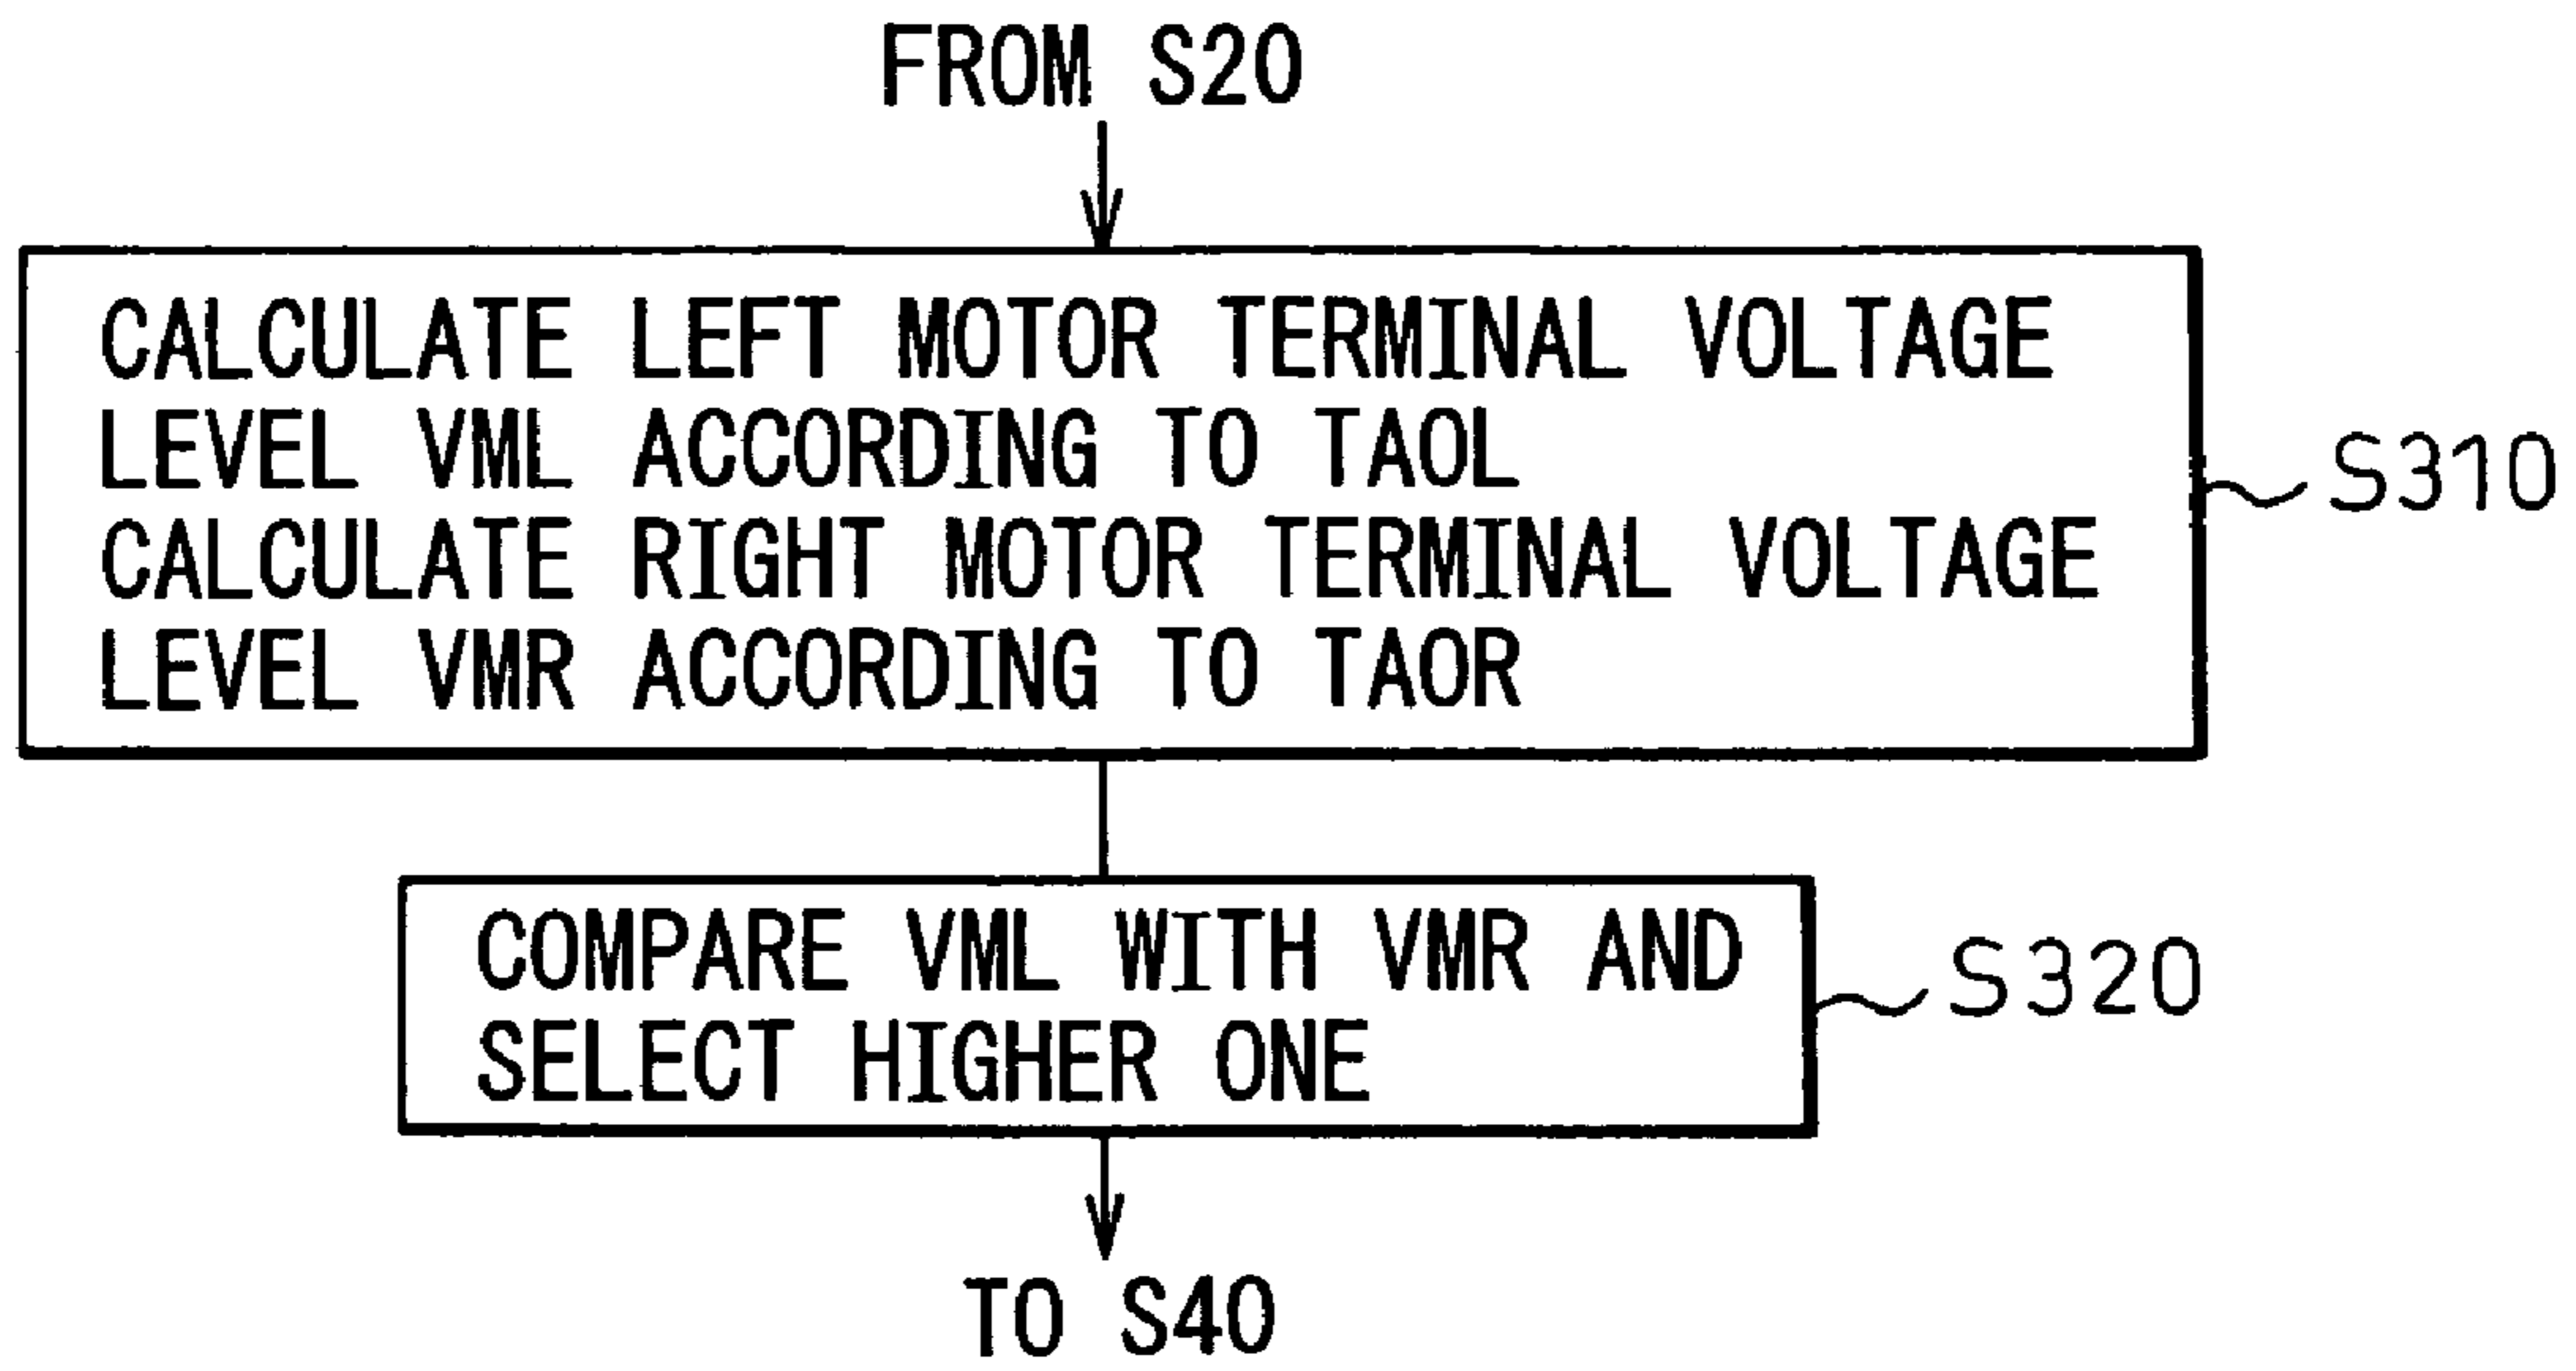 FROM S20
CALCULATE LEFT MOTOR TERMINAL VOLTAGE
LEVEL VML ACCORDING TO TAOL
CALCULATE RIGHT MOTOR TERMINAL VOLTAGE
LEVEL VMR ACCORDING TO TAOR
S310
COMPARE VML WITH VMR AND
SELECT HIGHER ONE
S320
TO S40